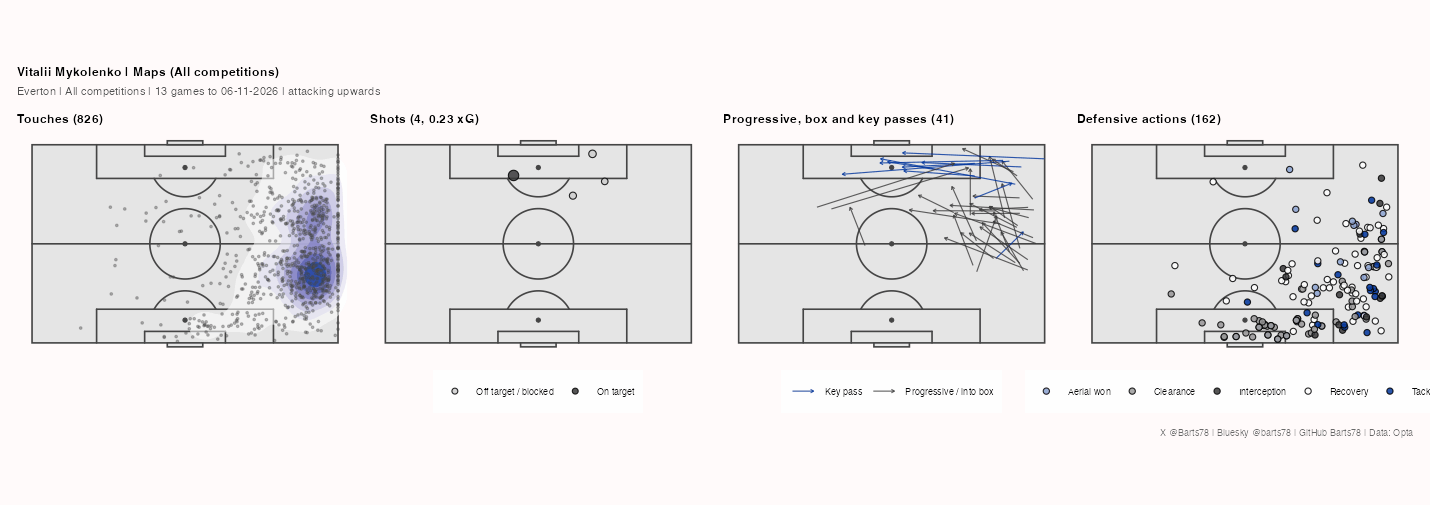 Vitalii Mykolenko | Maps (All competitions)
Everton | All competitions | 13 games to 06-11-2026 | attacking upwards
Touches (826)
Shots (4, 0.23 xG)
Progressive, box and key passes (41)
Defensive actions (162)
Off target / blocked
On target
Key pass
Progressive / into box
Aerial won
Clearance
Interception
Recovery
Tack
X @Barts78 | Bluesky @barts78 | GitHub Barts78 | Data: Opta